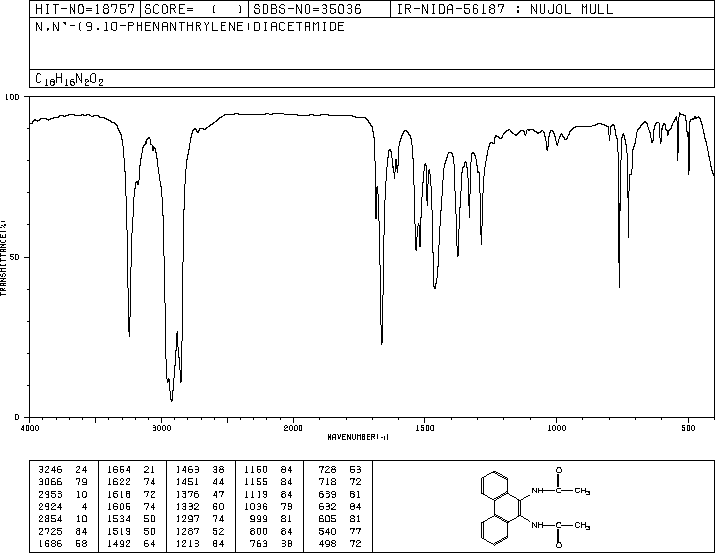 HIT-NO=18757 SCORE= ( ) SDBS-NO=35036 IR-NIDA-56187 : NUJOL MULL
N,N'-(9,10-PHENANTHRYLENE)DIACETAMIDE
C18H16N2O2
100
50
0
TRANSMITTANCE(%)
4000 3000 2000 1500 1000 500
WAVENUMBER(-1)
3246 24 1664 21 1463 38 1160 84 728 53
3066 79 1622 74 1451 44 1155 84 718 72
2953 10 1618 72 1376 47 1119 84 639 81
2924 4 1606 74 1332 60 1036 79 632 84
2854 10 1534 50 1297 74 999 81 605 81
2725 84 1519 50 1287 52 800 84 540 77
1686 58 1492 64 1213 84 763 38 498 72
O
NH C CH3
NH C CH3
O